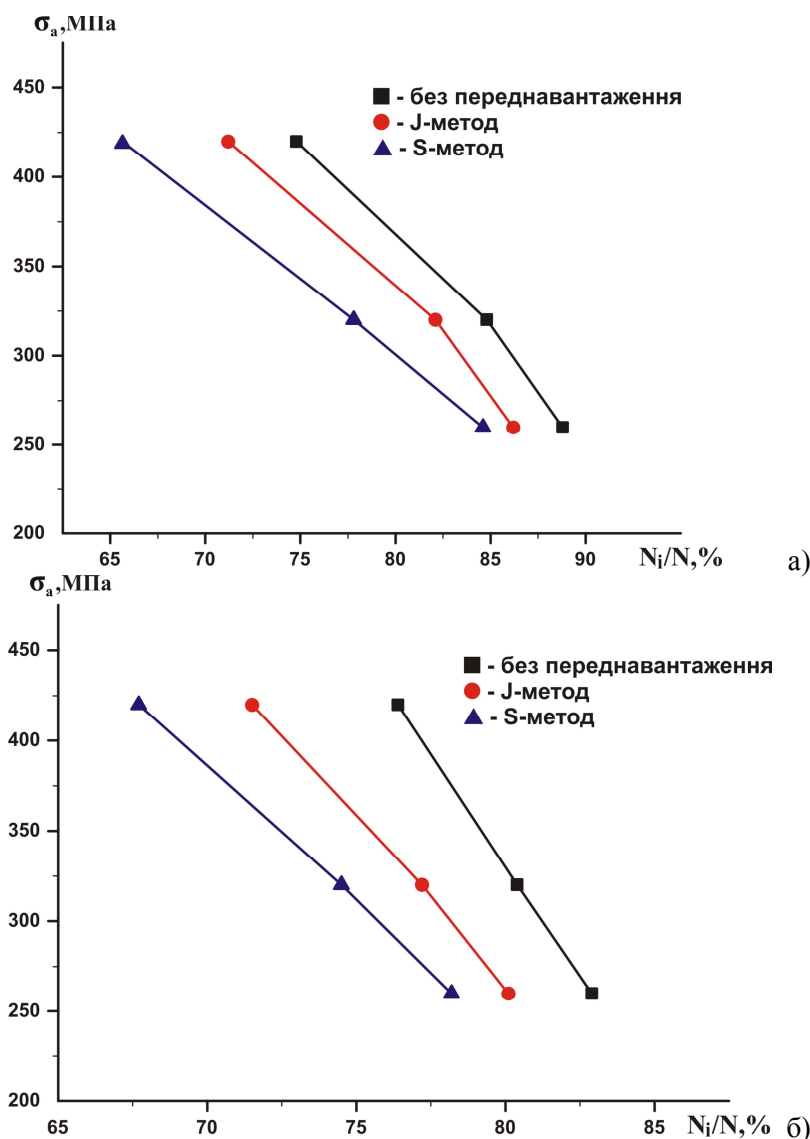 σₐ,МПа
450
■ - без переднавантаження
● - J-метод
▲ - S-метод
400
350
300
250
200
65 70 75 80 85 90 Nᵢ/N,% а)
σₐ,МПа
450
■ - без переднавантаження
● - J-метод
▲ - S-метод
400
350
300
250
200
65 70 75 80 85 Nᵢ/N,% б)